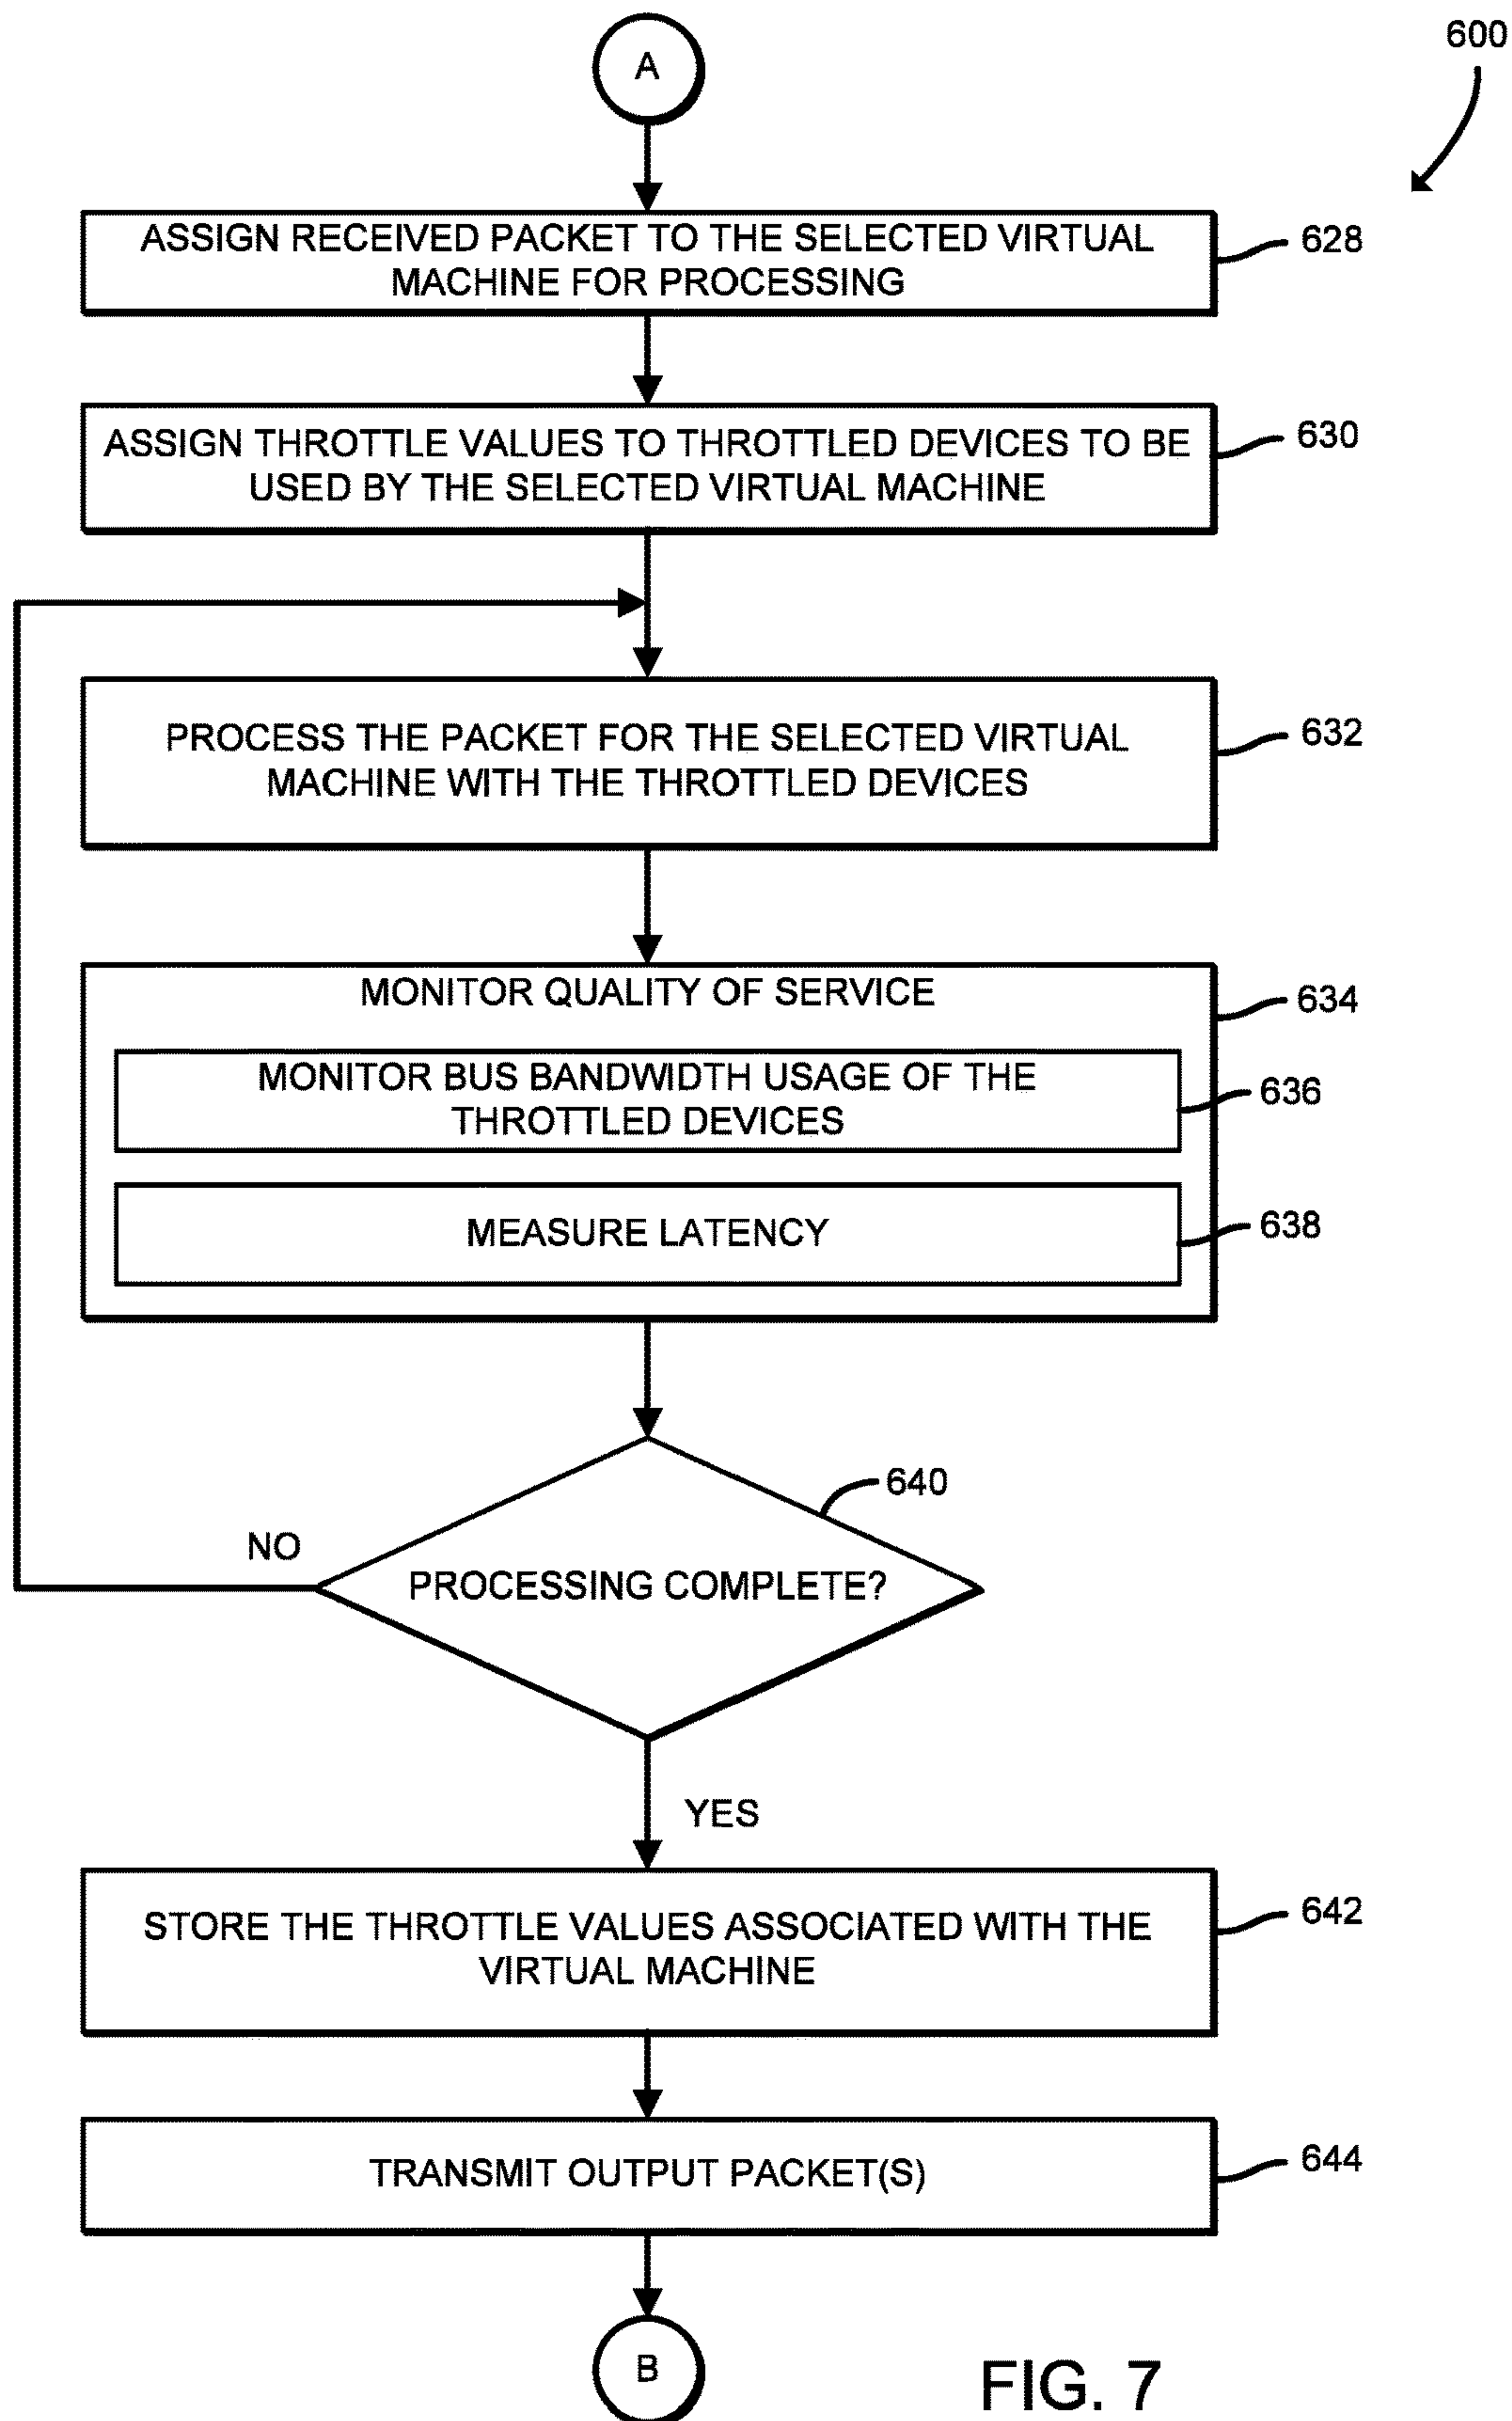 A
600
ASSIGN RECEIVED PACKET TO THE SELECTED VIRTUAL
MACHINE FOR PROCESSING
628
ASSIGN THROTTLE VALUES TO THROTTLED DEVICES TO BE
USED BY THE SELECTED VIRTUAL MACHINE
630
PROCESS THE PACKET FOR THE SELECTED VIRTUAL
MACHINE WITH THE THROTTLED DEVICES
632
MONITOR QUALITY OF SERVICE
634
MONITOR BUS BANDWIDTH USAGE OF THE
THROTTLED DEVICES
636
MEASURE LATENCY
638
640
NO
PROCESSING COMPLETE?
YES
STORE THE THROTTLE VALUES ASSOCIATED WITH THE
VIRTUAL MACHINE
642
TRANSMIT OUTPUT PACKET(S)
644
B
FIG. 7